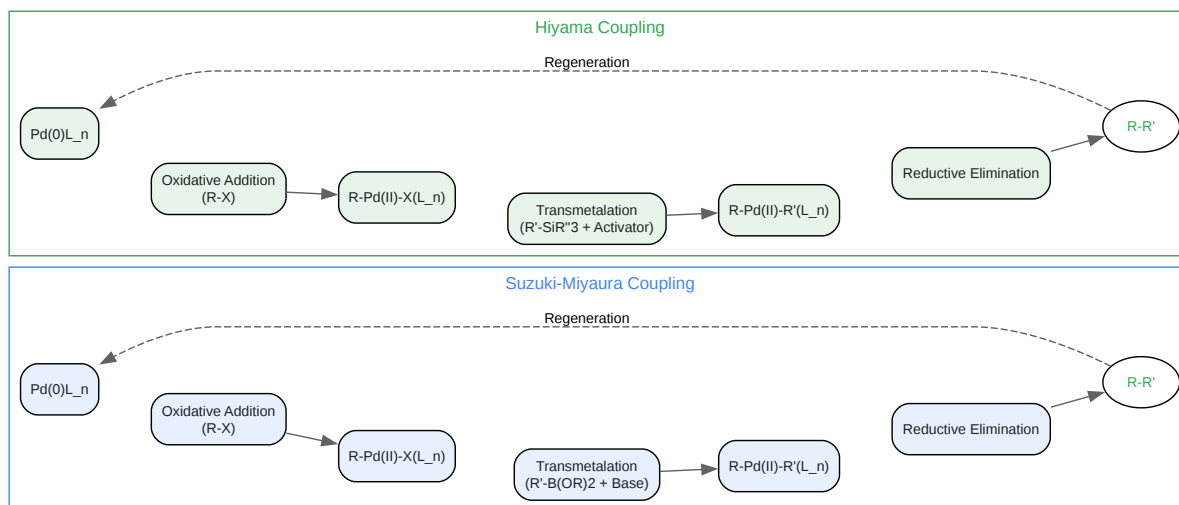 Hiyama Coupling
Regeneration
Pd(0)L_n
R-R'
Oxidative Addition
(R-X)
R-Pd(II)-X(L_n)
Transmetalation
(R'-SiR"3 + Activator)
R-Pd(II)-R'(L_n)
Reductive Elimination
Suzuki-Miyaura Coupling
Regeneration
Pd(0)L_n
R-R'
Oxidative Addition
(R-X)
R-Pd(II)-X(L_n)
Transmetalation
(R'-B(OR)2 + Base)
R-Pd(II)-R'(L_n)
Reductive Elimination